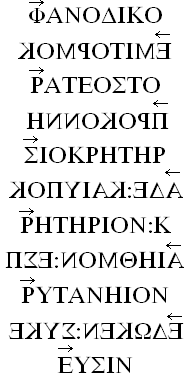 ΦΑΝΟΔΙΚΟ
ΕΜΙΤΟΡΜΟΚ
ΡΑΤΕΟΣΤΟ
ΠΡΟΚΟΝΝΗ
ΣΙΟΚΡΗΤΗΡ
ΑΔΕ:ΚΑΙΥΠΟΚ
ΡΗΤΗΡΙΟΝ:Κ
ΑΙΗΘΜΟΝ:ΕΣΠ
ΡΥΤΑΝΗΙΟΝ
ΕΔΩΚΕΝ:ΣΥΚΕ
ΕΥΣΙΝ